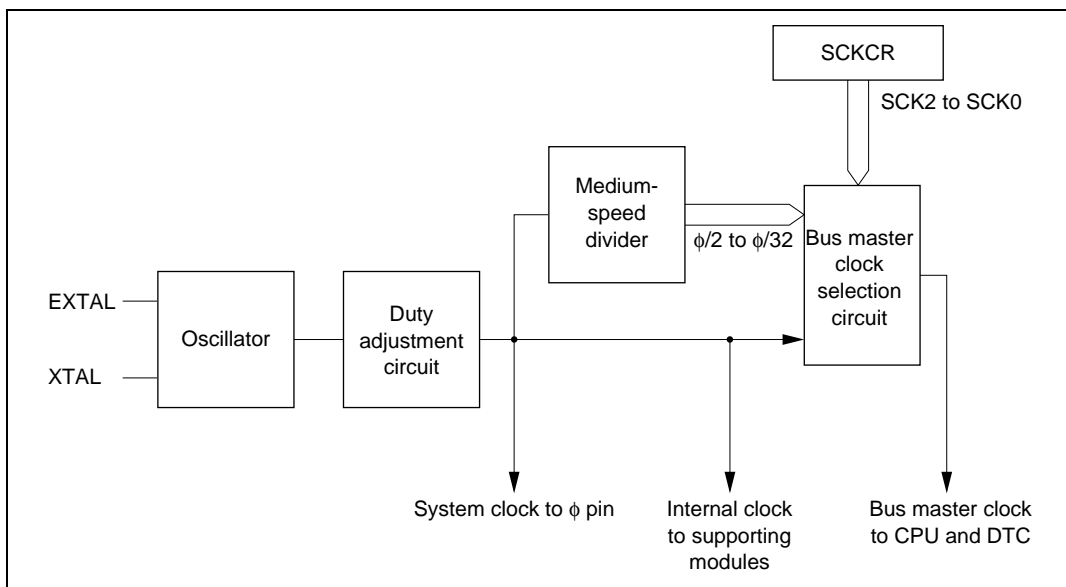 SCKCR
SCK2 to SCK0
Medium-
speed
divider
ϕ/2 to ϕ/32
Bus master
clock
selection
circuit
EXTAL
XTAL
Oscillator
Duty
adjustment
circuit
System clock to ϕ pin
Internal clock
to supporting
modules
Bus master clock
to CPU and DTC